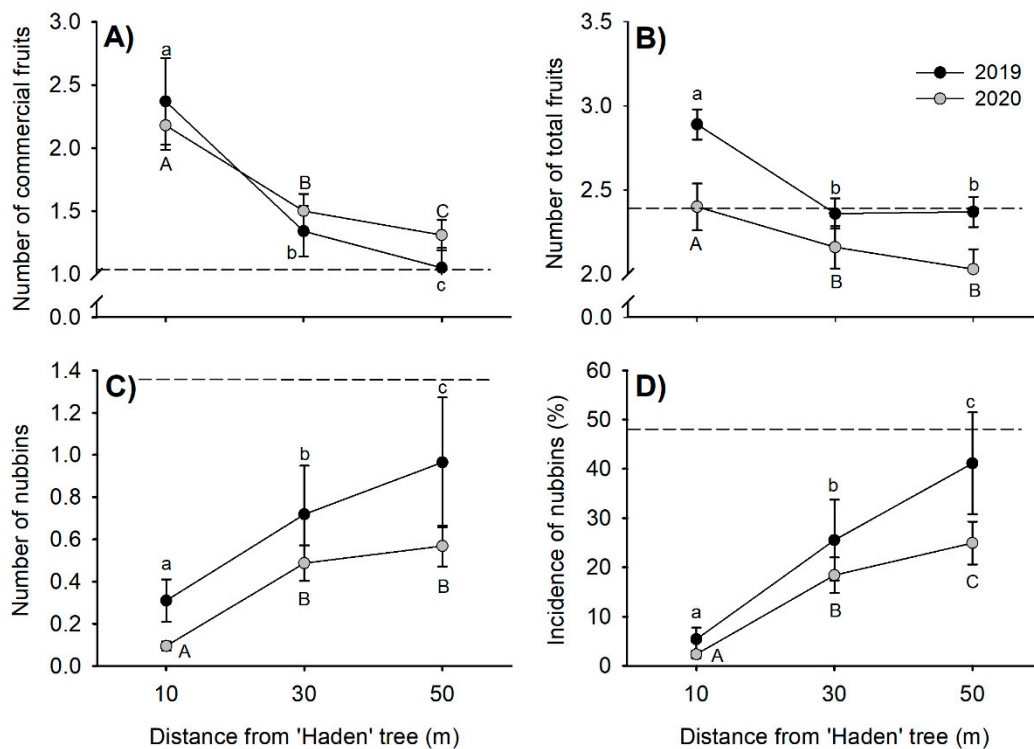 A)
Number of commercial fruits
3.0
2.5
2.0
1.5
1.0
0.0
a
A
B
b
C
c
B)
Number of total fruits
3.5
3.0
2.5
2.0
0.0
2019
2020
a
A
b
B
b
B
C)
Number of nubbins
1.4
1.2
1.0
0.8
0.6
0.4
0.2
0.0
a
A
b
B
c
B
10 30 50
Distance from 'Haden' tree (m)
D)
Incidence of nubbins (%)
60
50
40
30
20
10
0
a
A
b
B
c
C
10 30 50
Distance from 'Haden' tree (m)